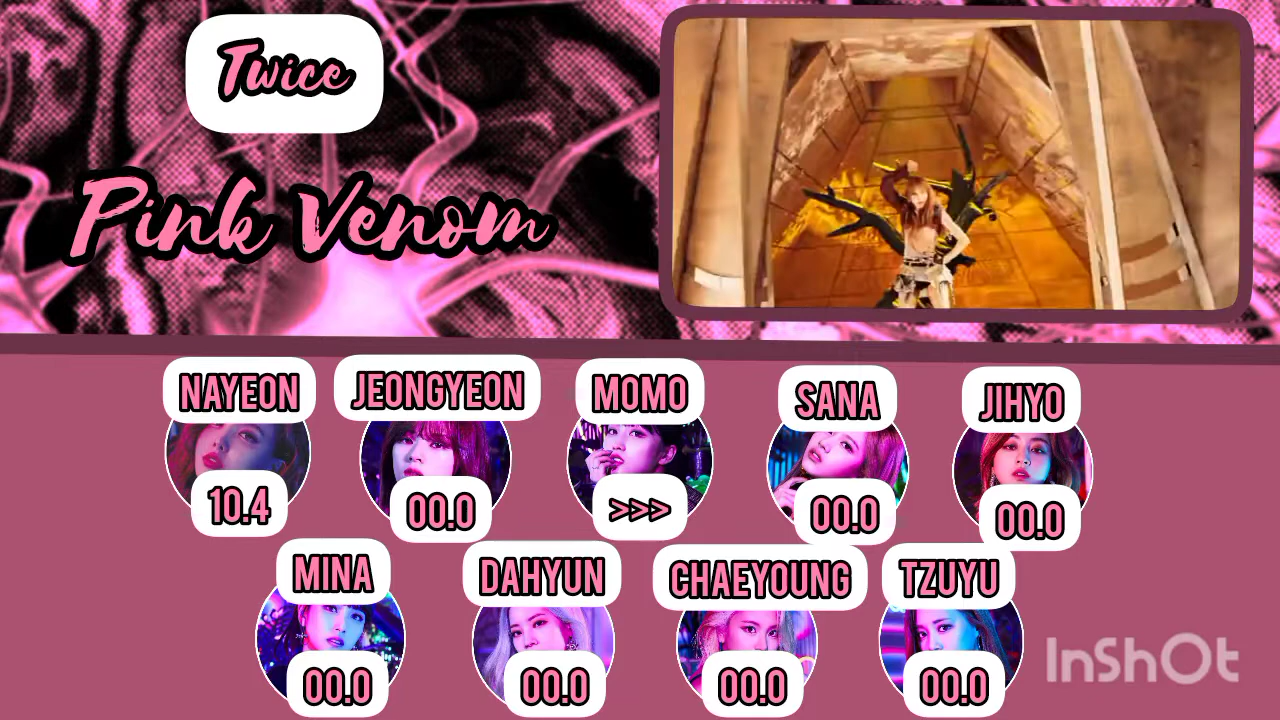 Twice
Pink Venom
NAYEON
JEONGYEON
MOMO
SANA
JIHYO
10.4
00.0
>>>
00.0
00.0
MINA
DAHYUN
CHAEYOUNG
TZUYU
00.0
00.0
00.0
00.0
InShOt